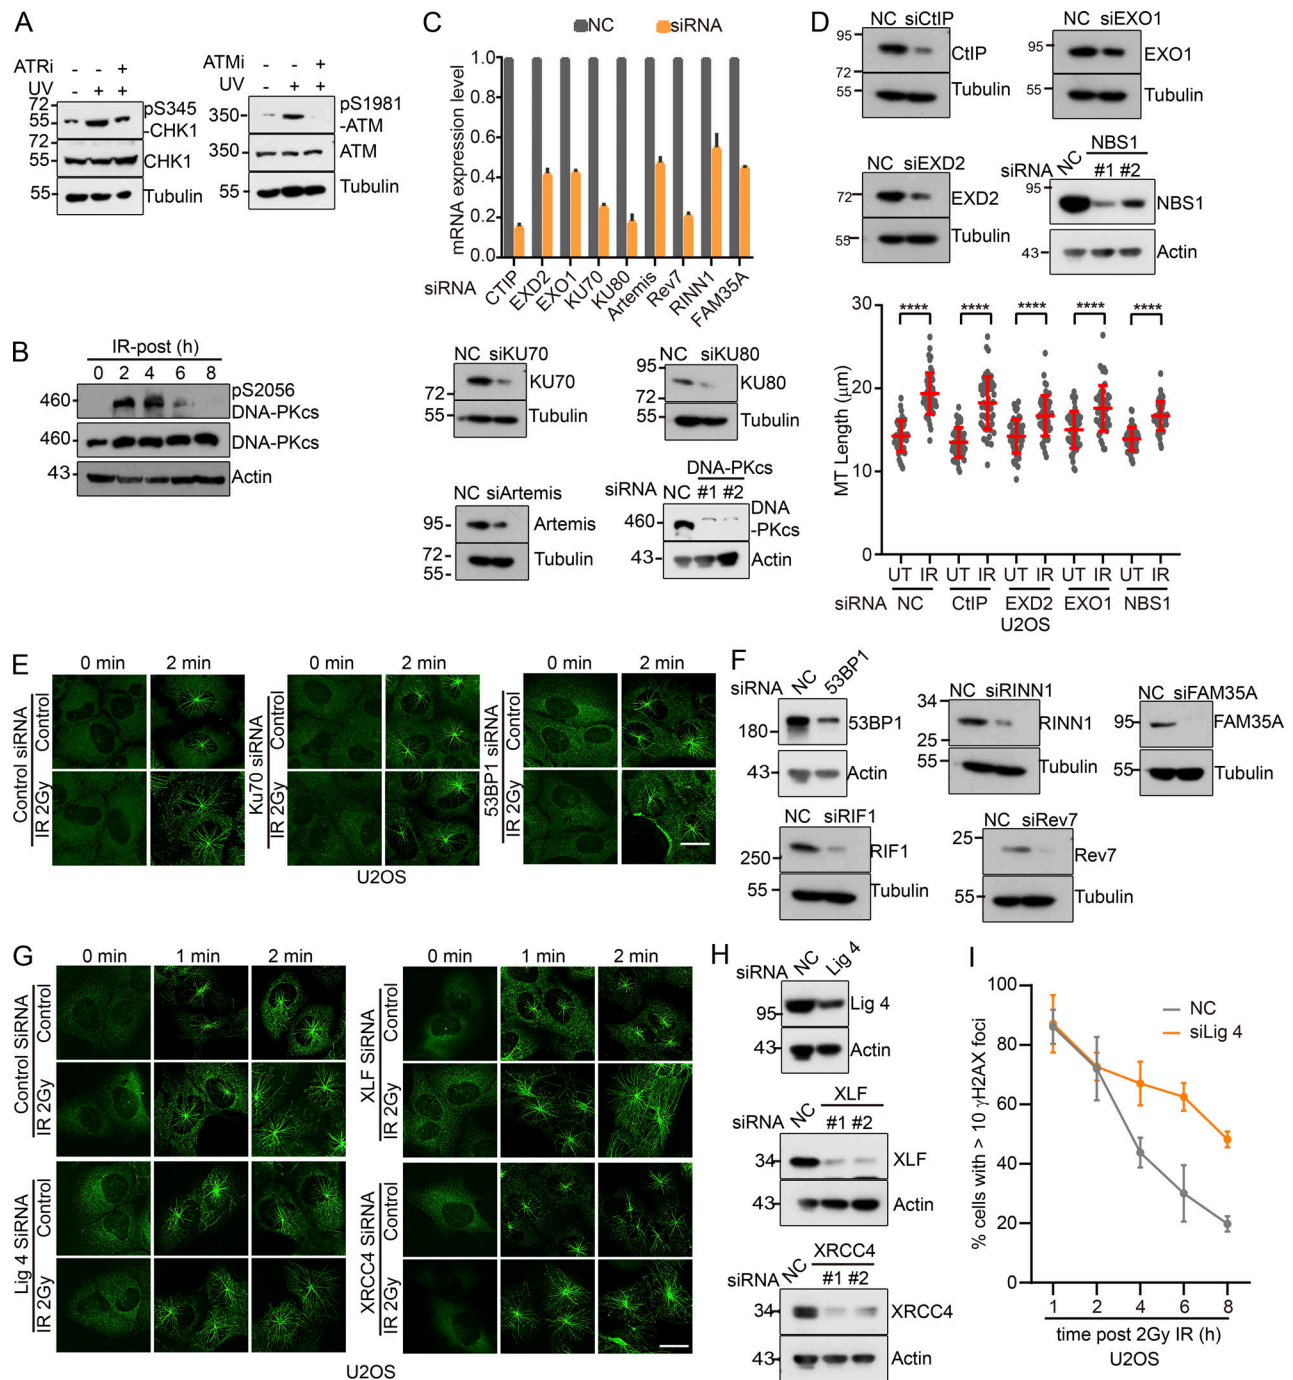 A
ATRi - - +
UV - + +
72
55
pS345
-CHK1
72
55
CHK1
55
Tubulin
ATMi - - +
UV - + +
350
pS1981
-ATM
350
ATM
55
Tubulin
B
IR-post (h)
0 2 4 6 8
460
pS2056
DNA-PKcs
460
DNA-PKcs
43
Actin
C
NC siRNA
mRNA expression level
1.0
0.8
0.6
0.4
0.2
0.0
siRNA
CTIP EXD2 EXO1 KU70 KU80 Artemis Rev7 RINN1 FAM35A
NC siKU70
72
KU70
55
Tubulin
NC siKU80
95
72
KU80
55
Tubulin
NC siArtemis
95
Artemis
72
55
Tubulin
DNA-PKcs
siRNA NC #1 #2
460
DNA
-PKcs
43
Actin
D
NC siCtIP
95
CtIP
72
55
Tubulin
NC siEXO1
95
EXO1
72
55
Tubulin
NC siEXD2
72
EXD2
55
Tubulin
NBS1
siRNA NC #1 #2
95
NBS1
43
Actin
MT Length (μm)
30
20
10
0
**** **** **** **** ****
UT IR UT IR UT IR UT IR UT IR
siRNA NC CtIP EXD2 EXO1 NBS1
U2OS
E
0 min 2 min 0 min 2 min 0 min 2 min
Control siRNA
Control
IR 2Gy
Ku70 siRNA
Control
IR 2Gy
53BP1 siRNA
Control
IR 2Gy
U2OS
F
siRNA NC 53BP1
180
53BP1
43
Actin
NC siRINN1
34
25
RINN1
55
Tubulin
NC siFAM35A
95
FAM35A
55
Tubulin
NC siRIF1
250
RIF1
55
Tubulin
NC siRev7
25
Rev7
55
Tubulin
G
0 min 1 min 2 min 0 min 1 min 2 min
Control SiRNA
Control
IR 2Gy
XLF SiRNA
Control
IR 2Gy
Lig 4 SiRNA
Control
IR 2Gy
XRCC4 SiRNA
Control
IR 2Gy
U2OS
H
siRNA NC Lig 4
95
Lig 4
43
Actin
XLF
siRNA NC #1 #2
34
XLF
43
Actin
XRCC4
siRNA NC #1 #2
34
XRCC4
43
Actin
I
NC
siLig 4
% cells with > 10 γH2AX foci
100
80
60
40
20
0
1 2 4 6 8
time post 2Gy IR (h)
U2OS